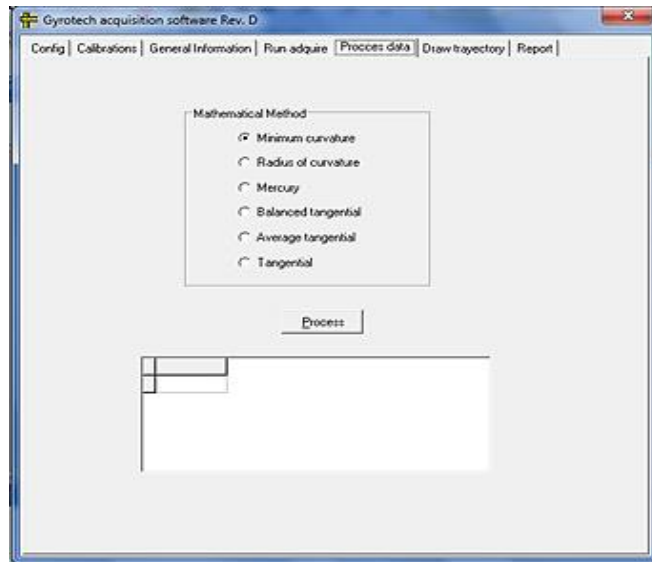 Gyrotech acquisition software Rev. D
Config | Calibrations | General Information | Run adquire | Procces data | Draw trayectory | Report
Mathematical Method
Minimum curvature
Radius of curvature
Mercury
Balanced tangential
Average tangential
Tangential
Process